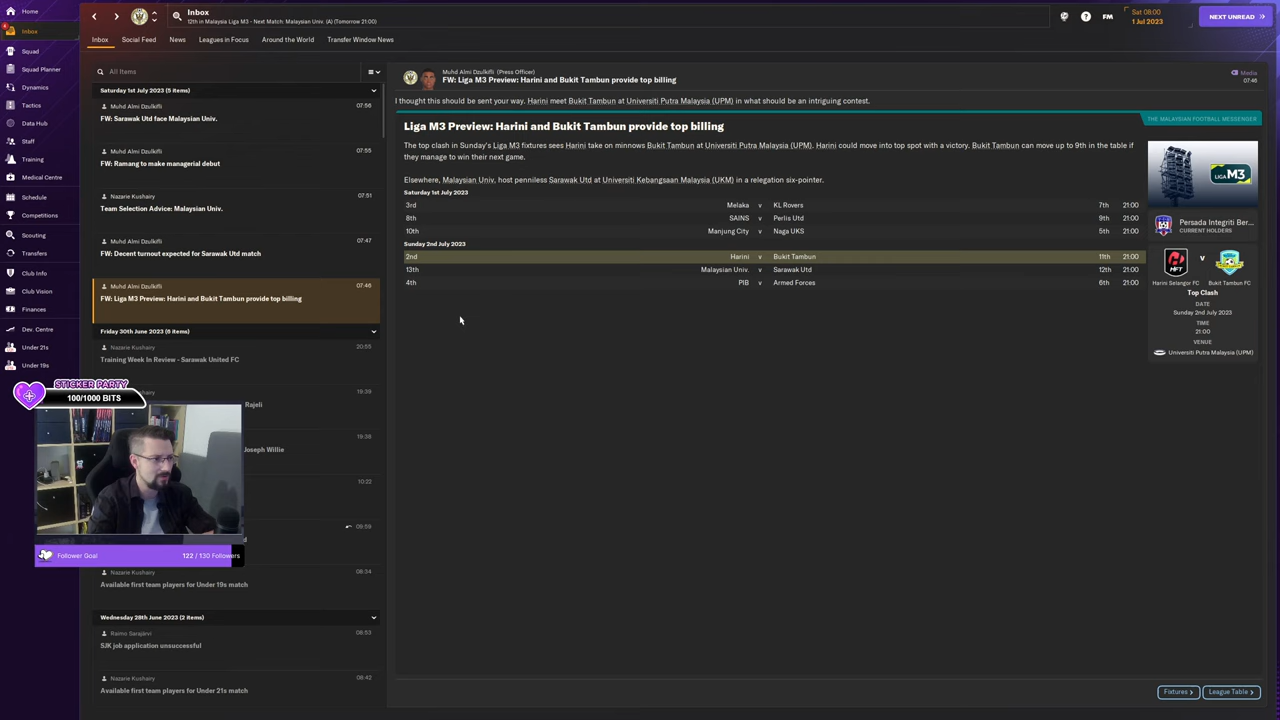 Home
Inbox
4
Squad
Squad Planner
Dynamics
Tactics
Data Hub
Staff
Training
Medical Centre
Schedule
Competitions
Scouting
Transfers
Club Info
Club Vision
Finances
Dev. Centre
Under 21s
Under 19s
Inbox
12th in Malaysia Liga M3 - Next Match: Malaysian Univ. (A) (Tomorrow 21:00)
FM
Sat 08:00
1 Jul 2023
NEXT UNREAD
Inbox Social Feed News Leagues in Focus Around the World Transfer Window News
All Items
Saturday 1st July 2023 (5 items)
Muhd Almi Dzulkifli 07:56
FW: Sarawak Utd face Malaysian Univ.
Muhd Almi Dzulkifli 07:55
FW: Ramang to make managerial debut
Nazarie Kushairy 07:51
Team Selection Advice: Malaysian Univ.
Muhd Almi Dzulkifli 07:47
FW: Decent turnout expected for Sarawak Utd match
Muhd Almi Dzulkifli 07:46
FW: Liga M3 Preview: Harini and Bukit Tambun provide top billing
Friday 30th June 2023 (6 items)
Nazarie Kushairy 20:55
Training Week In Review - Sarawak United FC
19:39
Rajeli
19:38
Joseph Willie
10:22
09:59
Nazarie Kushairy 08:34
Available first team players for Under 19s match
Wednesday 28th June 2023 (2 items)
Raimo Sarajärvi 08:53
SJK job application unsuccessful
Nazarie Kushairy 08:42
Available first team players for Under 21s match
STICKER PARTY
100/1000 BITS
Follower Goal 122 / 130 Followers
Muhd Almi Dzulkifli (Press Officer)
FW: Liga M3 Preview: Harini and Bukit Tambun provide top billing
Media
07:46
I thought this should be sent your way. Harini meet Bukit Tambun at Universiti Putra Malaysia (UPM) in what should be an intriguing contest.
THE MALAYSIAN FOOTBALL MESSENGER
Liga M3 Preview: Harini and Bukit Tambun provide top billing
The top clash in Sunday's Liga M3 fixtures sees Harini take on minnows Bukit Tambun at Universiti Putra Malaysia (UPM). Harini could move into top spot with a victory. Bukit Tambun can move up to 9th in the table if
they manage to win their next game.
Elsewhere, Malaysian Univ. host penniless Sarawak Utd at Universiti Kebangsaan Malaysia (UKM) in a relegation six-pointer.
Saturday 1st July 2023
3rd Melaka v KL Rovers 7th 21:00
8th SAINS v Perlis Utd 9th 21:00
10th Manjung City v Naga UKS 5th 21:00
Sunday 2nd July 2023
2nd Harini v Bukit Tambun 11th 21:00
13th Malaysian Univ. v Sarawak Utd 12th 21:00
4th PIB v Armed Forces 6th 21:00
LIGA M3
Persada Integriti Ber...
CURRENT HOLDERS
V
Harini Selangor FC Bukit Tambun FC
Top Clash
DATE
Sunday 2nd July 2023
TIME
21:00
VENUE
Universiti Putra Malaysia (UPM)
Fixtures
League Table